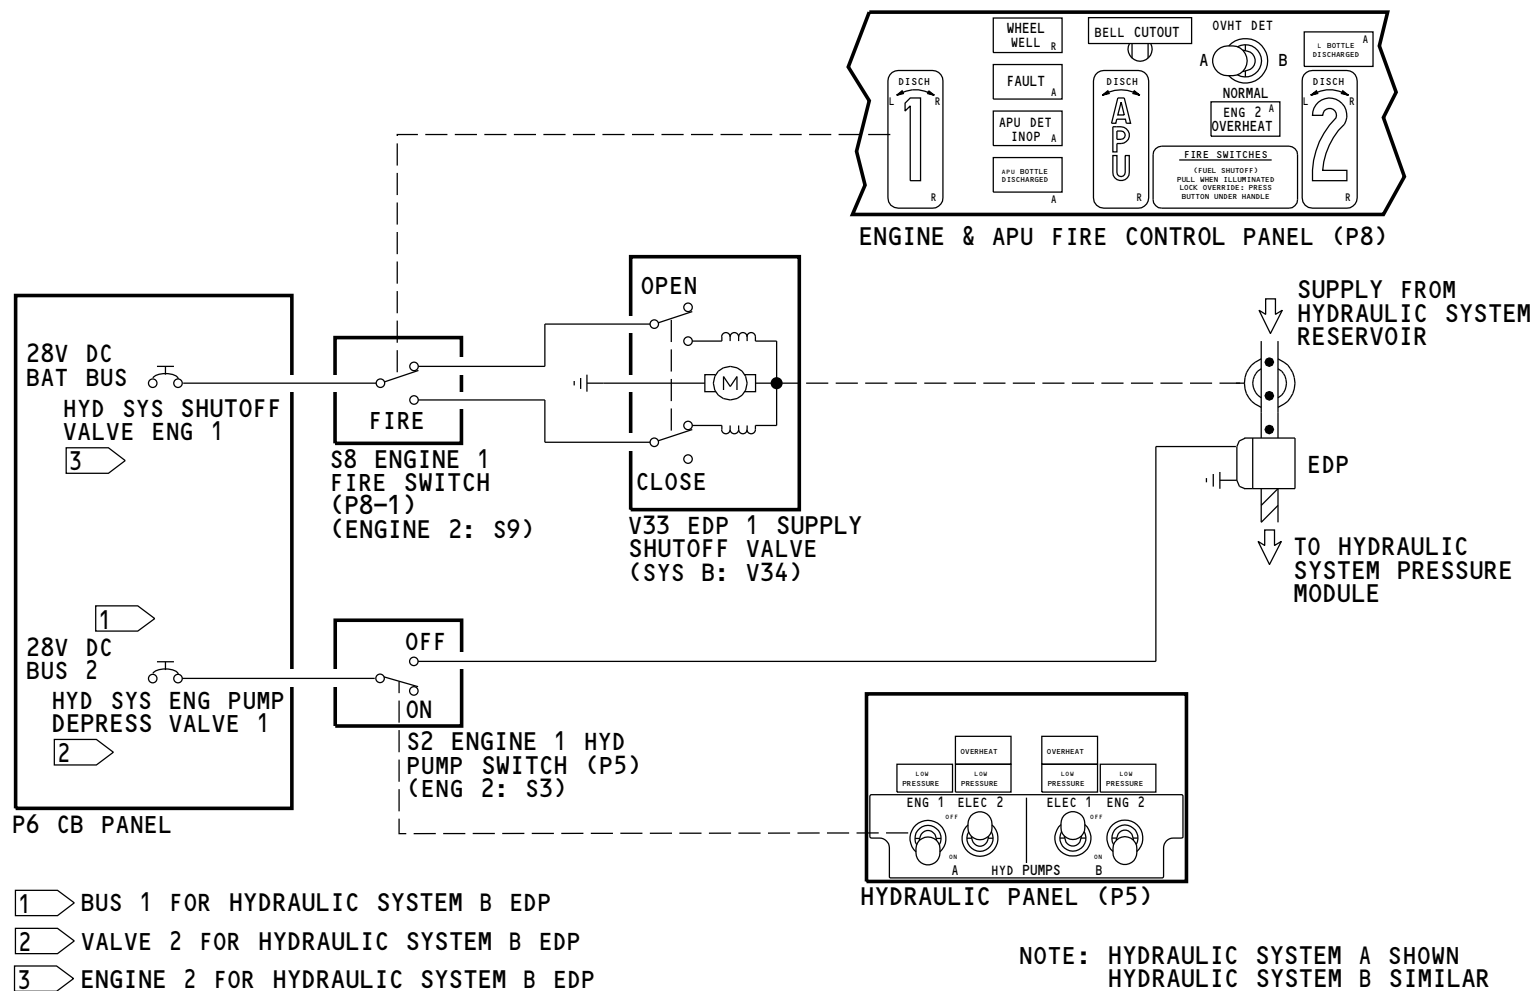 WHEEL
WELL R
FAULT
A
APU DET
INOP A
APU BOTTLE
DISCHARGED
A
BELL CUTOUT
OVHT DET
A B
NORMAL
ENG 2 A
OVERHEAT
L BOTTLE A
DISCHARGED
DISCH
L R
1
R
DISCH
APU
R
DISCH
L R
2
R
FIRE SWITCHES
(FUEL SHUTOFF)
PULL WHEN ILLUMINATED
LOCK OVERRIDE: PRESS
BUTTON UNDER HANDLE
ENGINE & APU FIRE CONTROL PANEL (P8)
28V DC
BAT BUS
HYD SYS SHUTOFF
VALVE ENG 1
3
1
28V DC
BUS 2
HYD SYS ENG PUMP
DEPRESS VALVE 1
2
P6 CB PANEL
FIRE
S8 ENGINE 1
FIRE SWITCH
(P8-1)
(ENGINE 2: S9)
OPEN
M
CLOSE
V33 EDP 1 SUPPLY
SHUTOFF VALVE
(SYS B: V34)
SUPPLY FROM
HYDRAULIC SYSTEM
RESERVOIR
EDP
TO HYDRAULIC
SYSTEM PRESSURE
MODULE
OFF
ON
S2 ENGINE 1 HYD
PUMP SWITCH (P5)
(ENG 2: S3)
OVERHEAT OVERHEAT
LOW
PRESSURE
LOW
PRESSURE
LOW
PRESSURE
LOW
PRESSURE
ENG 1 ELEC 2 ELEC 1 ENG 2
OFF OFF
ON ON
A HYD PUMPS B
HYDRAULIC PANEL (P5)
1 BUS 1 FOR HYDRAULIC SYSTEM B EDP
2 VALVE 2 FOR HYDRAULIC SYSTEM B EDP
3 ENGINE 2 FOR HYDRAULIC SYSTEM B EDP
NOTE: HYDRAULIC SYSTEM A SHOWN
HYDRAULIC SYSTEM B SIMILAR